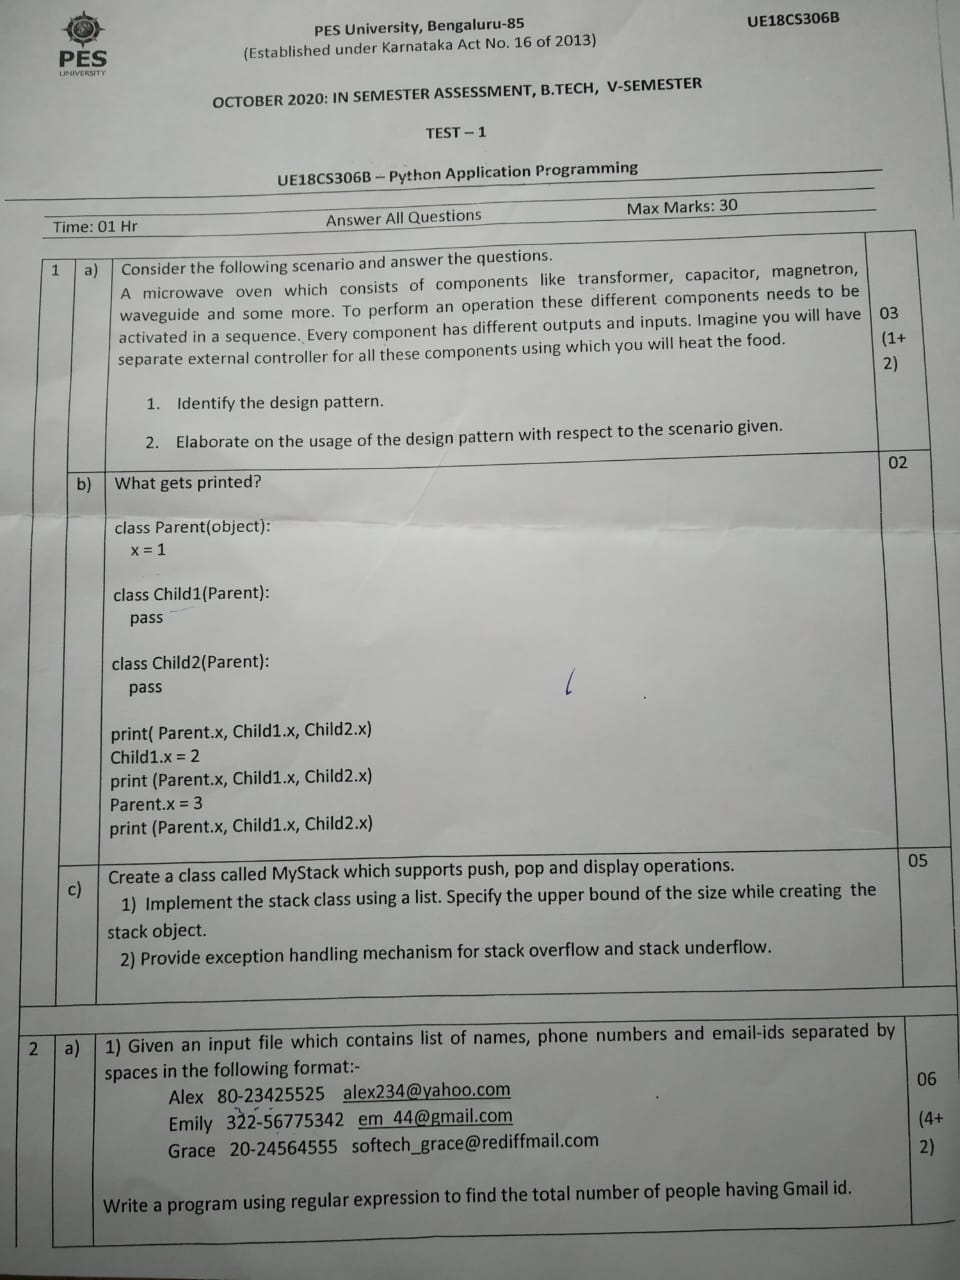 PES University, Bengaluru-85
UE18CS306B
(Established under Karnataka Act No. 16 of 2013)
PES
UNIVERSITY
OCTOBER 2020: IN SEMESTER ASSESSMENT, B.TECH, V-SEMESTER
TEST – 1
UE18CS306B – Python Application Programming
Time: 01 Hr Answer All Questions Max Marks: 30
1 a) Consider the following scenario and answer the questions.
A microwave oven which consists of components like transformer, capacitor, magnetron,
waveguide and some more. To perform an operation these different components needs to be
activated in a sequence. Every component has different outputs and inputs. Imagine you will have
separate external controller for all these components using which you will heat the food.
03
(1+
2)
1. Identify the design pattern.
2. Elaborate on the usage of the design pattern with respect to the scenario given.
b) What gets printed? 02
class Parent(object):
x = 1
class Child1(Parent):
pass
class Child2(Parent):
pass
print( Parent.x, Child1.x, Child2.x)
Child1.x = 2
print (Parent.x, Child1.x, Child2.x)
Parent.x = 3
print (Parent.x, Child1.x, Child2.x)
c) Create a class called MyStack which supports push, pop and display operations. 05
1) Implement the stack class using a list. Specify the upper bound of the size while creating the
stack object.
2) Provide exception handling mechanism for stack overflow and stack underflow.
2 a) 1) Given an input file which contains list of names, phone numbers and email-ids separated by
spaces in the following format:-
06
(4+
2)
Alex 80-23425525 alex234@yahoo.com
Emily 322-56775342 em_44@gmail.com
Grace 20-24564555 softech_grace@rediffmail.com
Write a program using regular expression to find the total number of people having Gmail id.